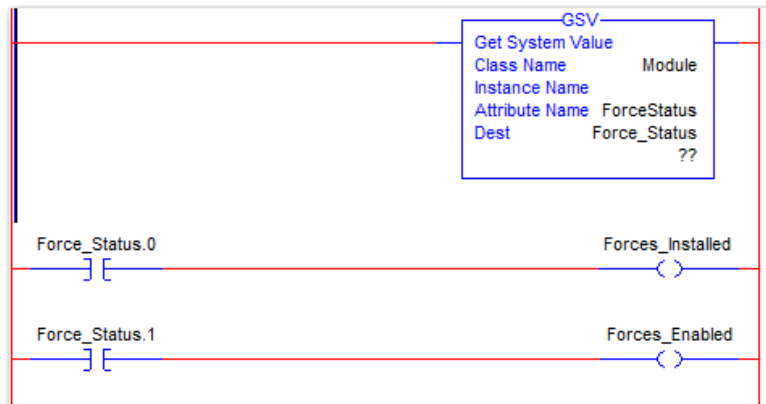 GSV
Get System Value
Class Name Module
Instance Name
Attribute Name ForceStatus
Dest Force_Status
??
Force_Status.0 Forces_Installed
Force_Status.1 Forces_Enabled